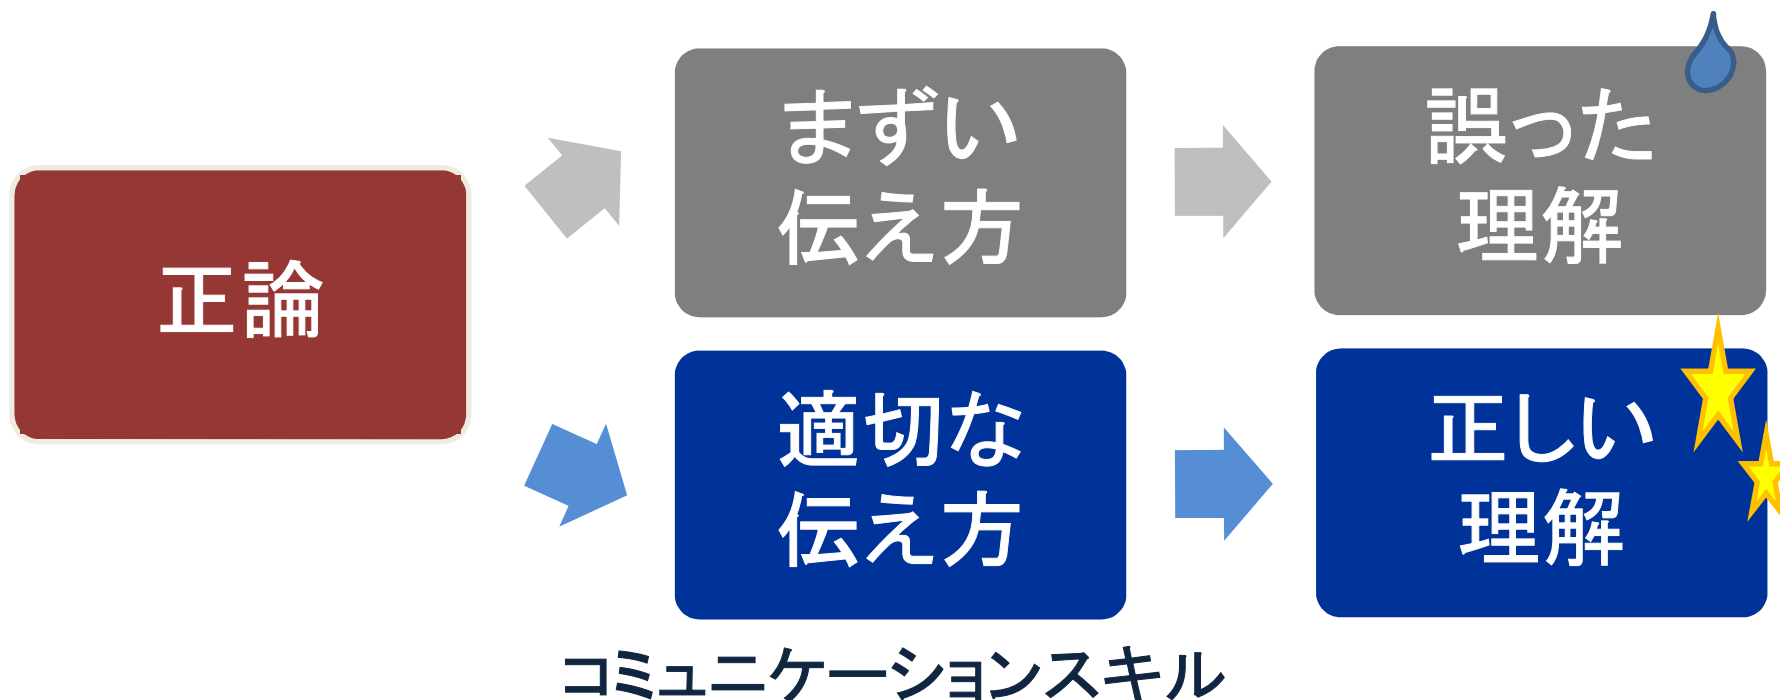 正論
まずい
伝え方
誤った
理解
適切な
伝え方
正しい
理解
コミュニケーションスキル